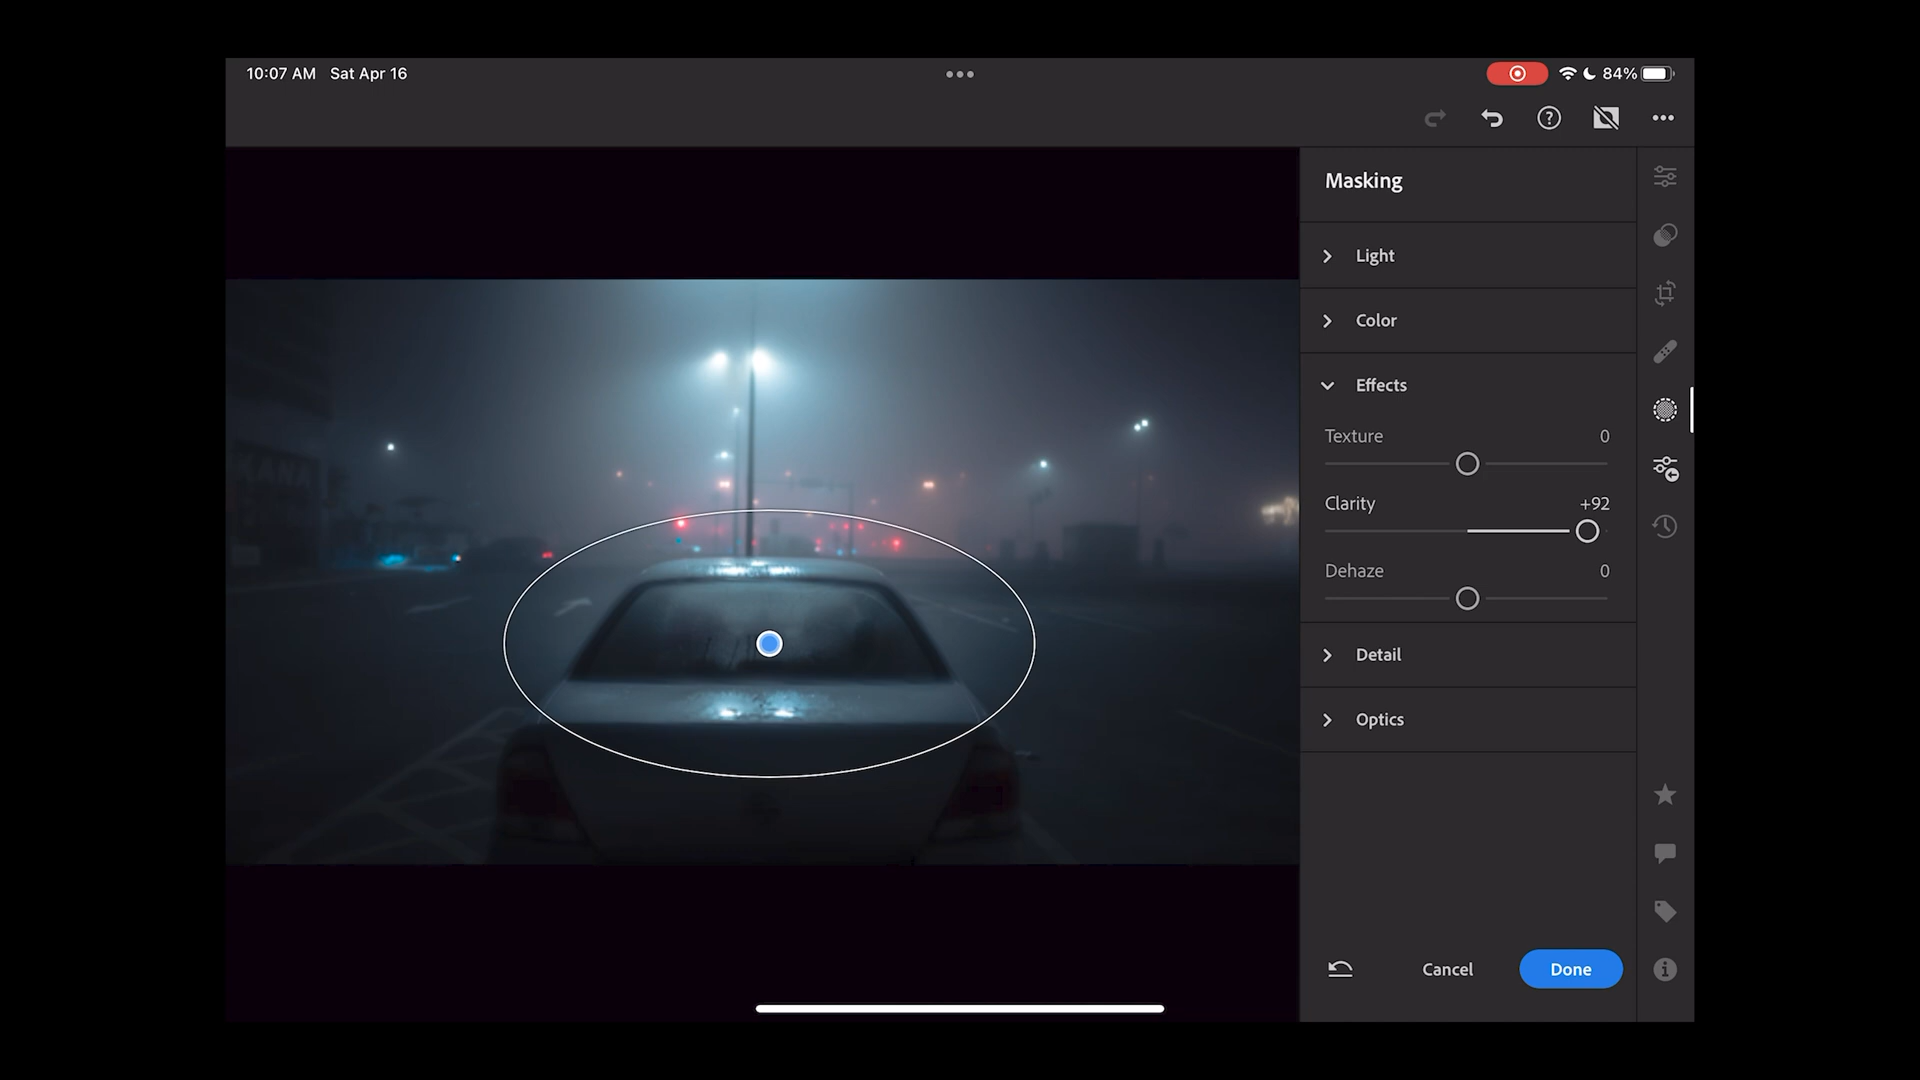 10:07 AM Sat Apr 16
84%
Masking
Light
Color
Effects
Texture 0
Clarity +92
Dehaze 0
Detail
Optics
Cancel
Done